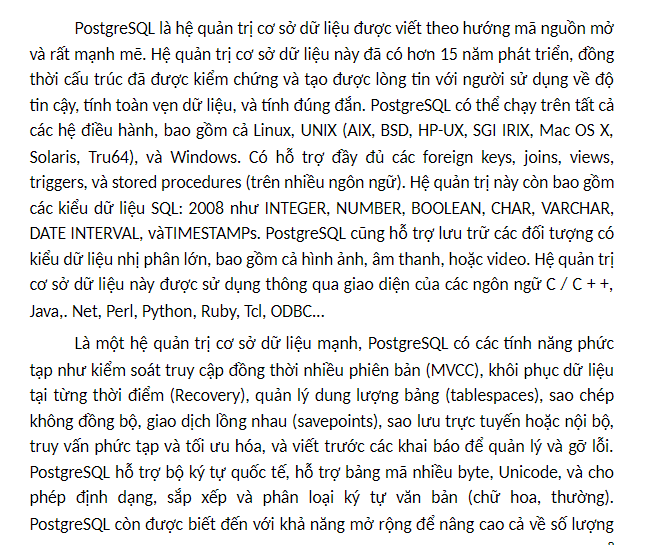 PostgreSQL là hệ quản trị cơ sở dữ liệu được viết theo hướng mã nguồn mở
và rất mạnh mẽ. Hệ quản trị cơ sở dữ liệu này đã có hơn 15 năm phát triển, đồng
thời cấu trúc đã được kiểm chứng và tạo được lòng tin với người sử dụng về độ
tin cậy, tính toàn vẹn dữ liệu, và tính đúng đắn. PostgreSQL có thể chạy trên tất cả
các hệ điều hành, bao gồm cả Linux, UNIX (AIX, BSD, HP-UX, SGI IRIX, Mac OS X,
Solaris, Tru64), và Windows. Có hỗ trợ đầy đủ các foreign keys, joins, views,
triggers, và stored procedures (trên nhiều ngôn ngữ). Hệ quản trị này còn bao gồm
các kiểu dữ liệu SQL: 2008 như INTEGER, NUMBER, BOOLEAN, CHAR, VARCHAR,
DATE INTERVAL, vàTIMESTAMPs. PostgreSQL cũng hỗ trợ lưu trữ các đối tượng có
kiểu dữ liệu nhị phân lớn, bao gồm cả hình ảnh, âm thanh, hoặc video. Hệ quản trị
cơ sở dữ liệu này được sử dụng thông qua giao diện của các ngôn ngữ C / C + +,
Java,. Net, Perl, Python, Ruby, Tcl, ODBC...
Là một hệ quản trị cơ sở dữ liệu mạnh, PostgreSQL có các tính năng phức
tạp như kiểm soát truy cập đồng thời nhiều phiên bản (MVCC), khôi phục dữ liệu
tại từng thời điểm (Recovery), quản lý dung lượng bảng (tablespaces), sao chép
không đồng bộ, giao dịch lồng nhau (savepoints), sao lưu trực tuyến hoặc nội bộ,
truy vấn phức tạp và tối ưu hóa, và viết trước các khai báo để quản lý và gỡ lỗi.
PostgreSQL hỗ trợ bộ ký tự quốc tế, hỗ trợ bảng mã nhiều byte, Unicode, và cho
phép định dạng, sắp xếp và phân loại ký tự văn bản (chữ hoa, thường).
PostgreSQL còn được biết đến với khả năng mở rộng để nâng cao cả về số lượng